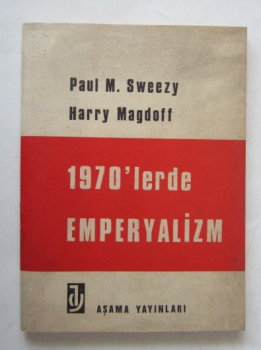 Paul M. Sweezy
Harry Magdoff
1970'lerde
EMPERYALİZM
AŞAMA YAYINLARI